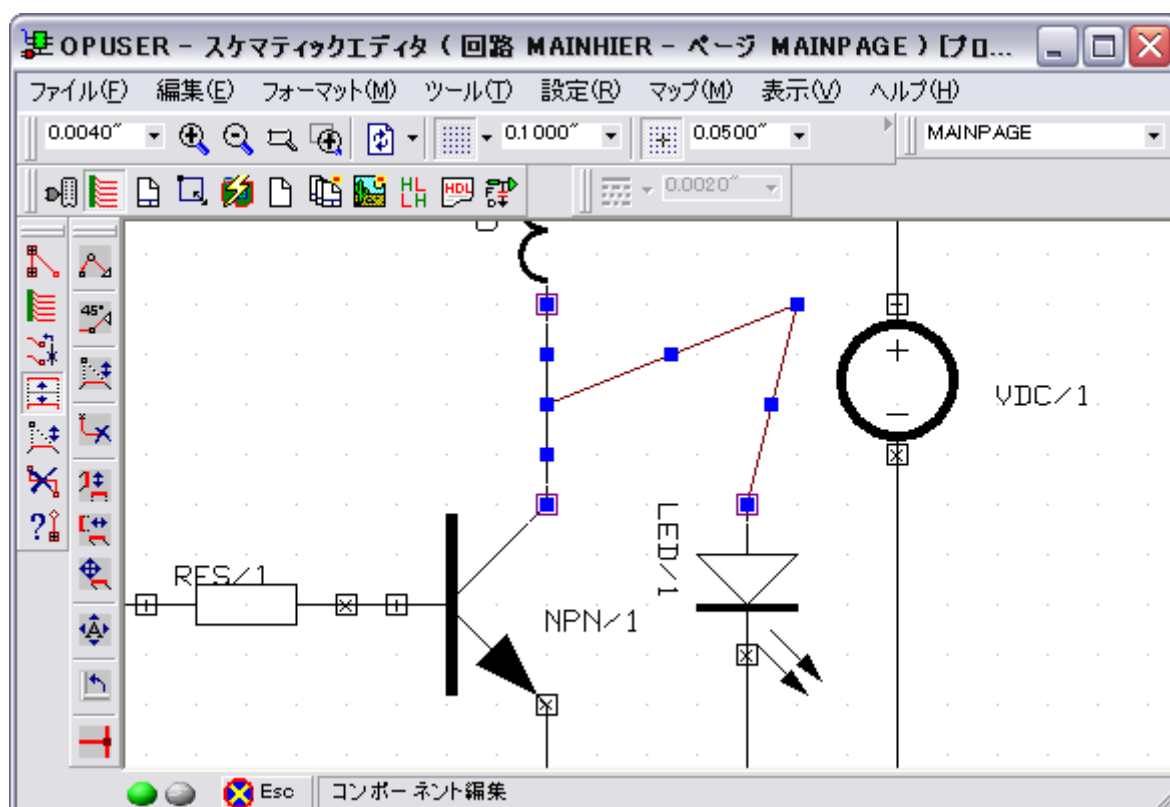 OPUSER - スケマティックエディタ ( 回路 MAINHIER - ページ MAINPAGE ) [プロ...
ファイル(F) 編集(E) フォーマット(M) ツール(T) 設定(R) マップ(M) 表示(V) ヘルプ(H)
0.0040" 0.1000" 0.0500" MAINPAGE
HL LH HDL 0.0020"
45°
VDC/1
LED/1
RES/1
NPN/1
Esc コンポーネント編集